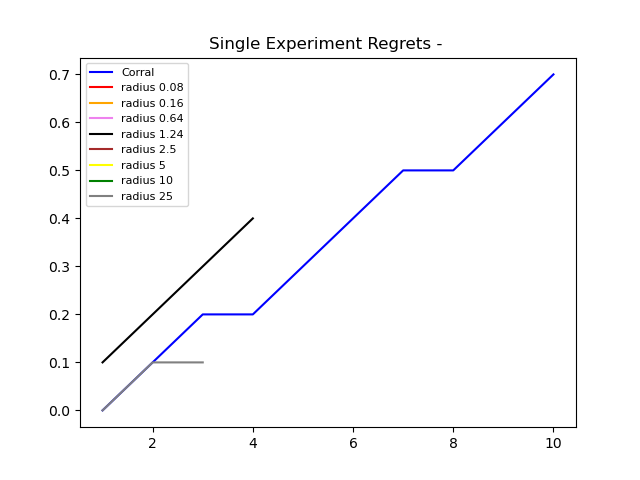 Single Experiment Regrets -
Corral
radius 0.08
radius 0.16
radius 0.64
radius 1.24
radius 2.5
radius 5
radius 10
radius 25
0.7
0.6
0.5
0.4
0.3
0.2
0.1
0.0
2 4 6 8 10